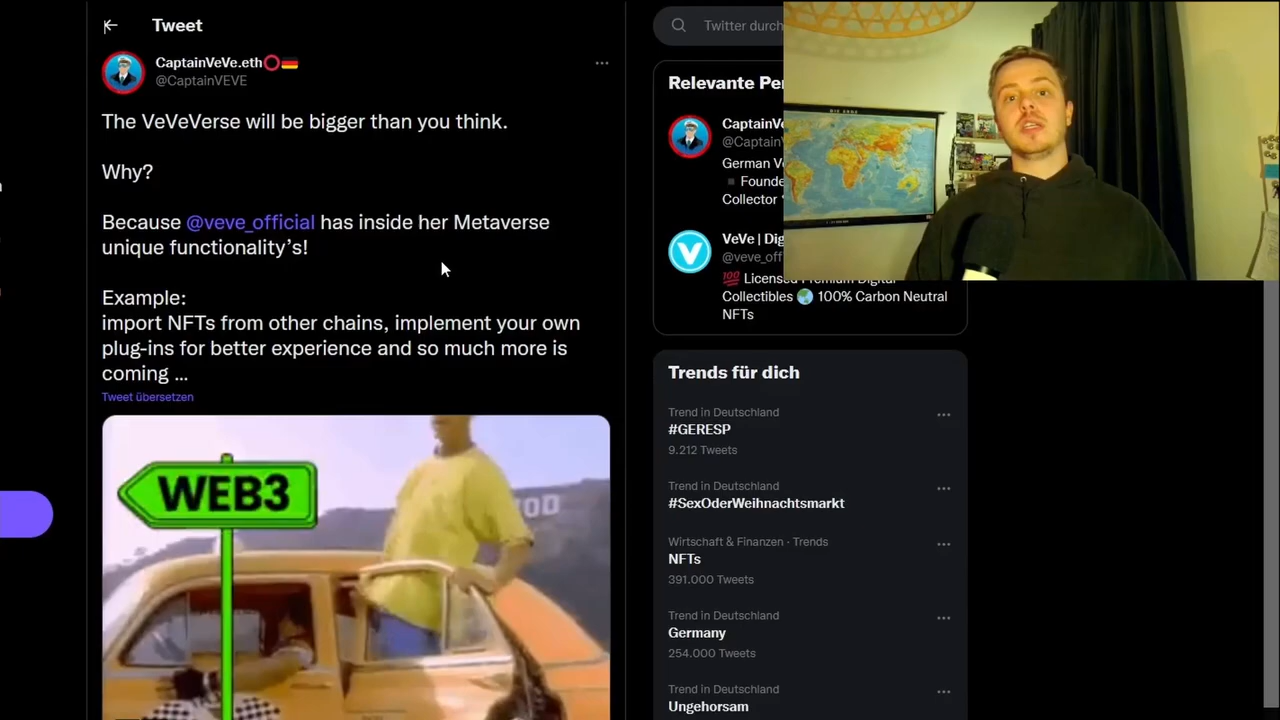 Tweet
CaptainVeVe.eth
@CaptainVEVE
The VeVeVerse will be bigger than you think.
Why?
Because @veve_official has inside her Metaverse
unique functionality's!
Example:
import NFTs from other chains, implement your own
plug-ins for better experience and so much more is
coming ...
Tweet übersetzen
WEB3
Twitter durch
Relevante Per
CaptainVe
@Captain
German V
Founde
Collector
VeVe | Dig
@veve_off
💯 Licensed Premium Digital
Collectibles 🌏 100% Carbon Neutral
NFTs
Trends für dich
Trend in Deutschland
#GERESP
9.212 Tweets
Trend in Deutschland
#SexOderWeihnachtsmarkt
Wirtschaft & Finanzen · Trends
NFTs
391.000 Tweets
Trend in Deutschland
Germany
254.000 Tweets
Trend in Deutschland
Ungehorsam
DIE ERDE